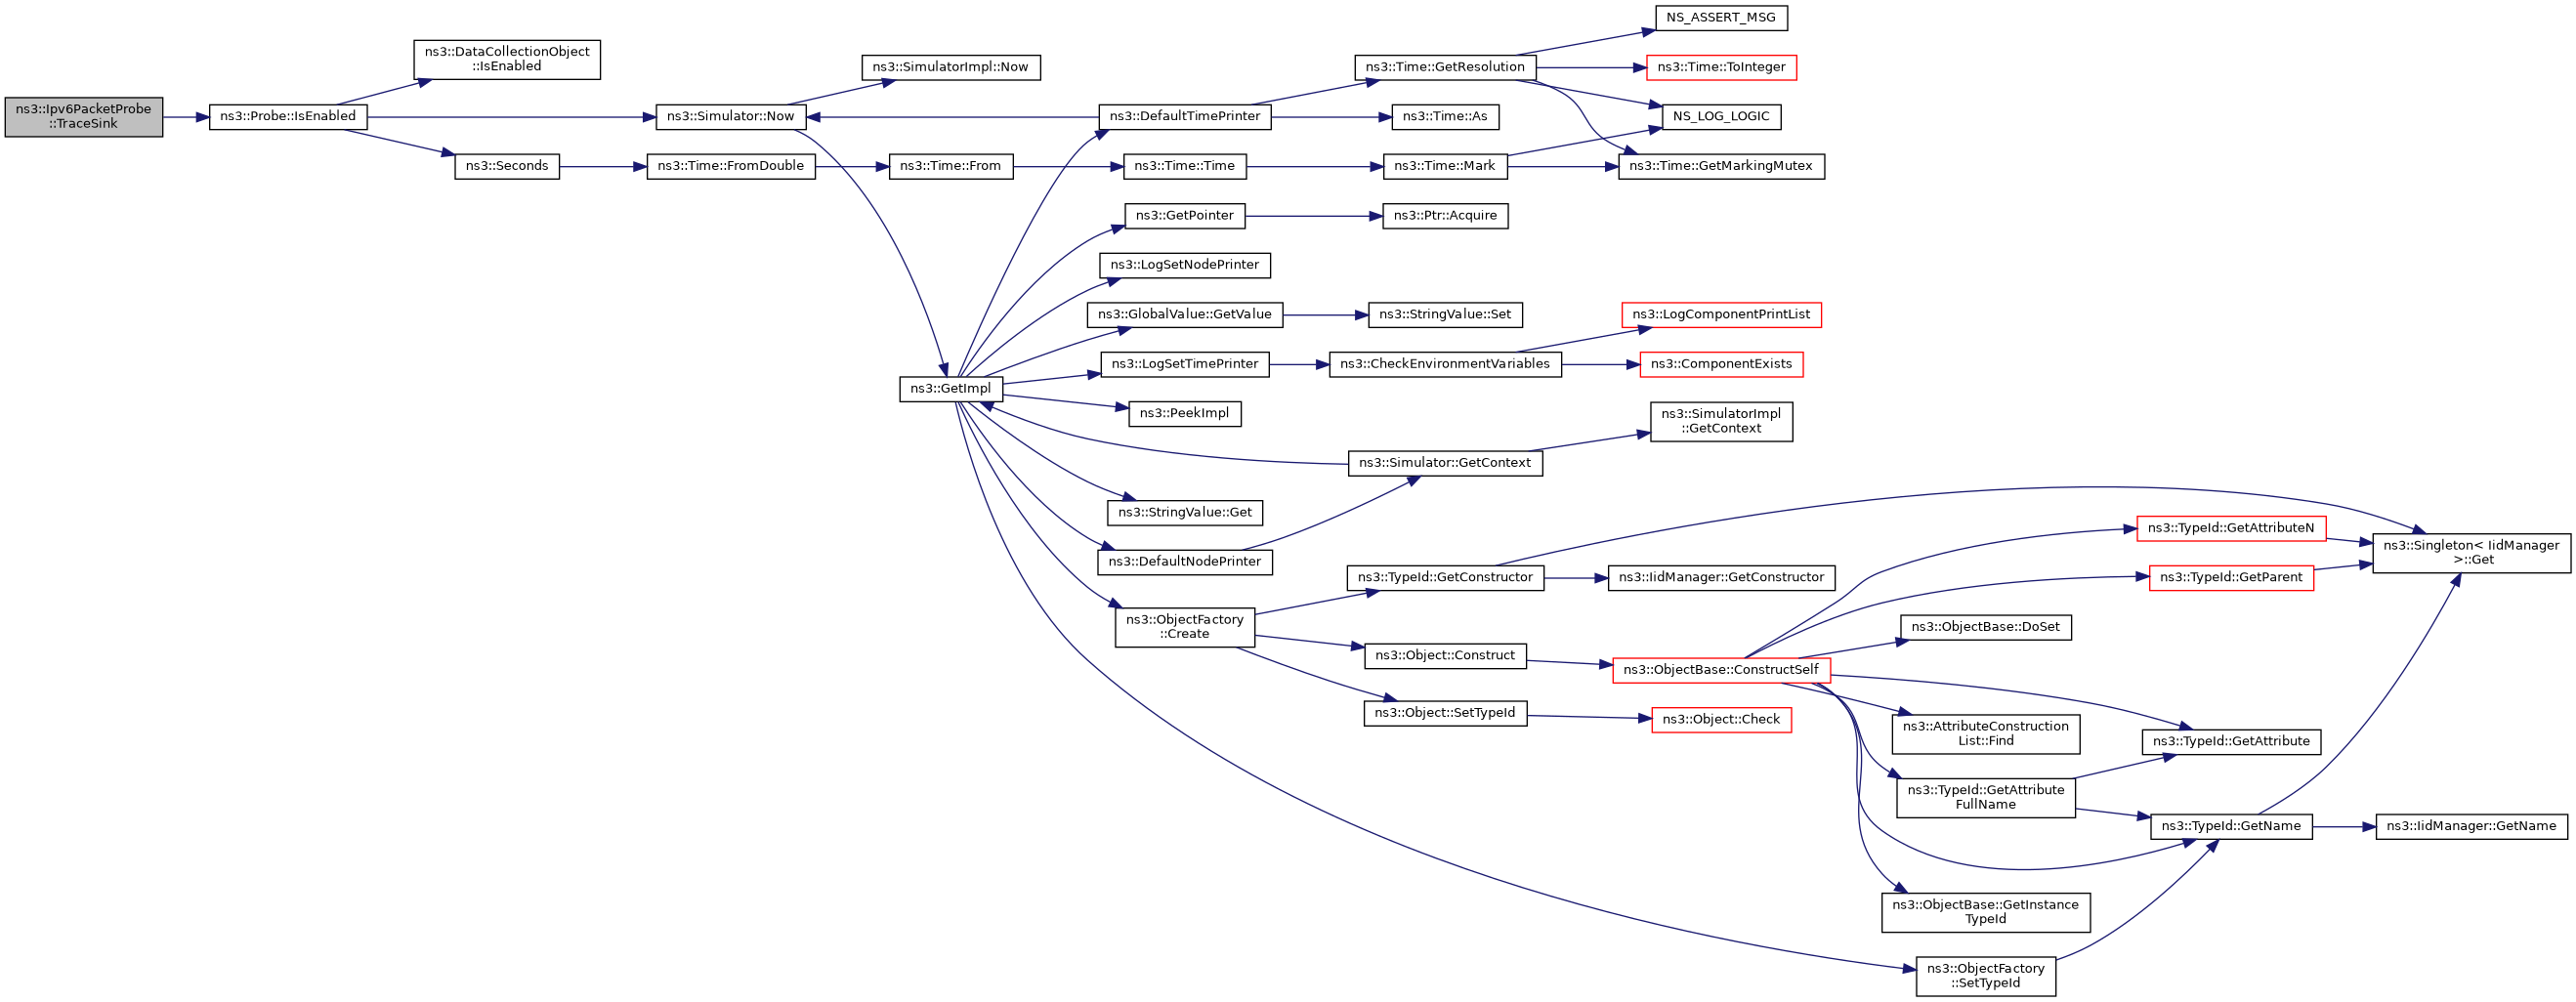 ns3::Ipv6PacketProbe
::TraceSink
ns3::Probe::IsEnabled
ns3::DataCollectionObject
::IsEnabled
ns3::Seconds
ns3::Simulator::Now
ns3::Time::FromDouble
ns3::SimulatorImpl::Now
ns3::Time::From
ns3::GetImpl
ns3::DefaultTimePrinter
ns3::Time::Time
ns3::GetPointer
ns3::LogSetNodePrinter
ns3::GlobalValue::GetValue
ns3::LogSetTimePrinter
ns3::PeekImpl
ns3::StringValue::Get
ns3::DefaultNodePrinter
ns3::ObjectFactory
::Create
ns3::Time::GetResolution
ns3::Time::As
ns3::Time::Mark
ns3::Ptr::Acquire
ns3::StringValue::Set
ns3::CheckEnvironmentVariables
ns3::Simulator::GetContext
ns3::TypeId::GetConstructor
ns3::Object::Construct
ns3::Object::SetTypeId
NS_ASSERT_MSG
ns3::Time::ToInteger
NS_LOG_LOGIC
ns3::Time::GetMarkingMutex
ns3::LogComponentPrintList
ns3::ComponentExists
ns3::SimulatorImpl
::GetContext
ns3::IidManager::GetConstructor
ns3::ObjectBase::ConstructSelf
ns3::Object::Check
ns3::ObjectBase::DoSet
ns3::AttributeConstruction
List::Find
ns3::TypeId::GetAttribute
FullName
ns3::ObjectBase::GetInstance
TypeId
ns3::ObjectFactory
::SetTypeId
ns3::TypeId::GetAttributeN
ns3::TypeId::GetParent
ns3::TypeId::GetAttribute
ns3::TypeId::GetName
ns3::Singleton< IidManager
>::Get
ns3::IidManager::GetName